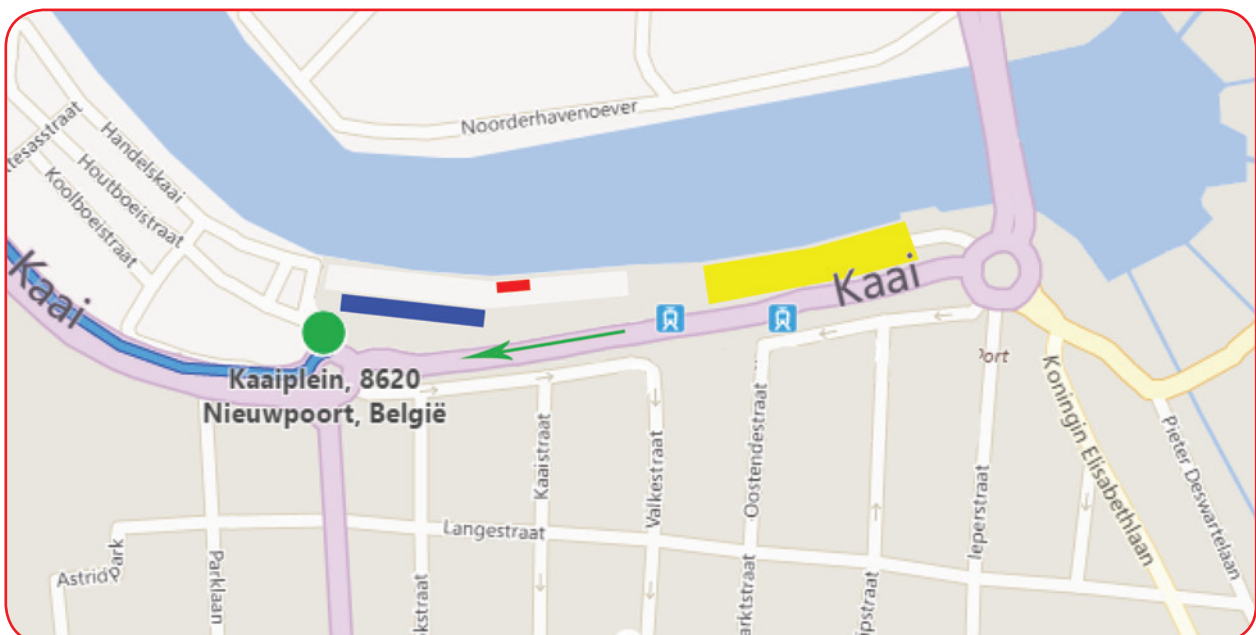 Noorderhavenoever
Handelskaai
Houtboeistraat
Koolboeistraat
Kaai
Kaai
Kaaiplein, 8620
Nieuwpoort, België
Kaaistraat
Valkestraat
Oostendestraat
Langestraat
Ieperstraat
Koningin Elisabethlaan
Pieter Deswartelaan
Astridpark
Parklaan